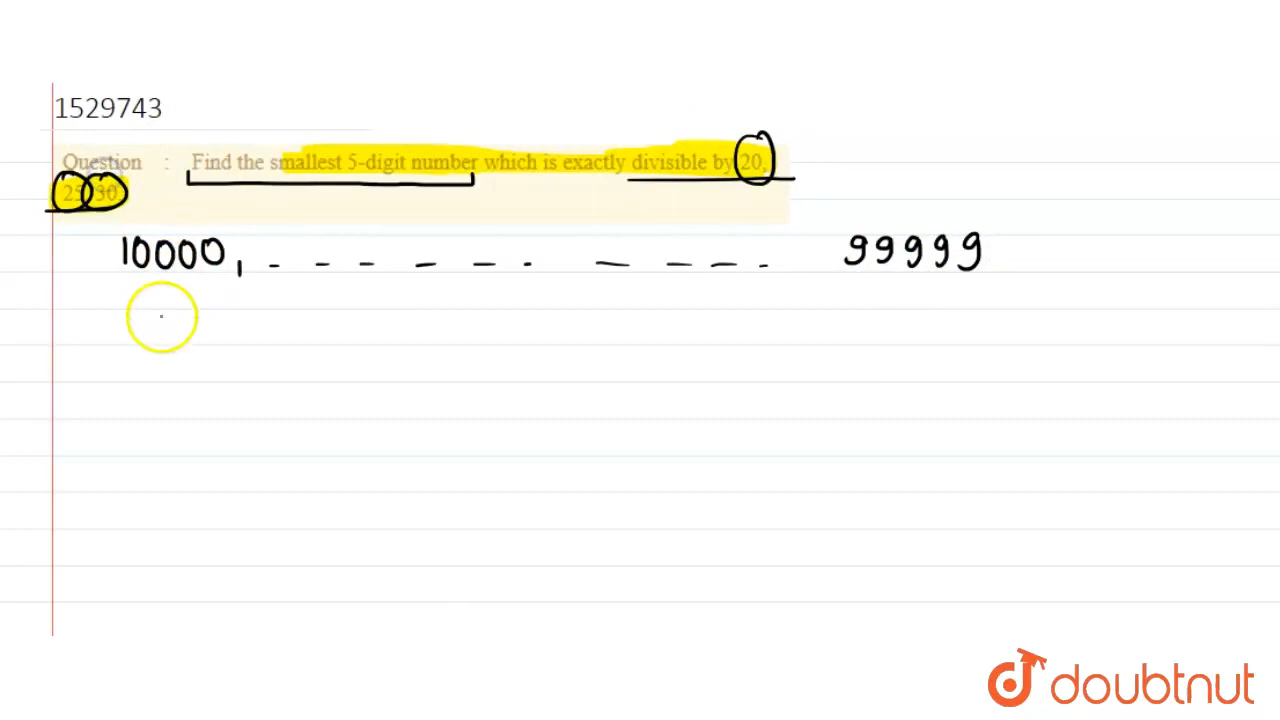 1529743
Question : Find the smallest 5-digit number which is exactly divisible by 20,
25, 30
10000, - - - - - - - - - - 99999
doubtnut